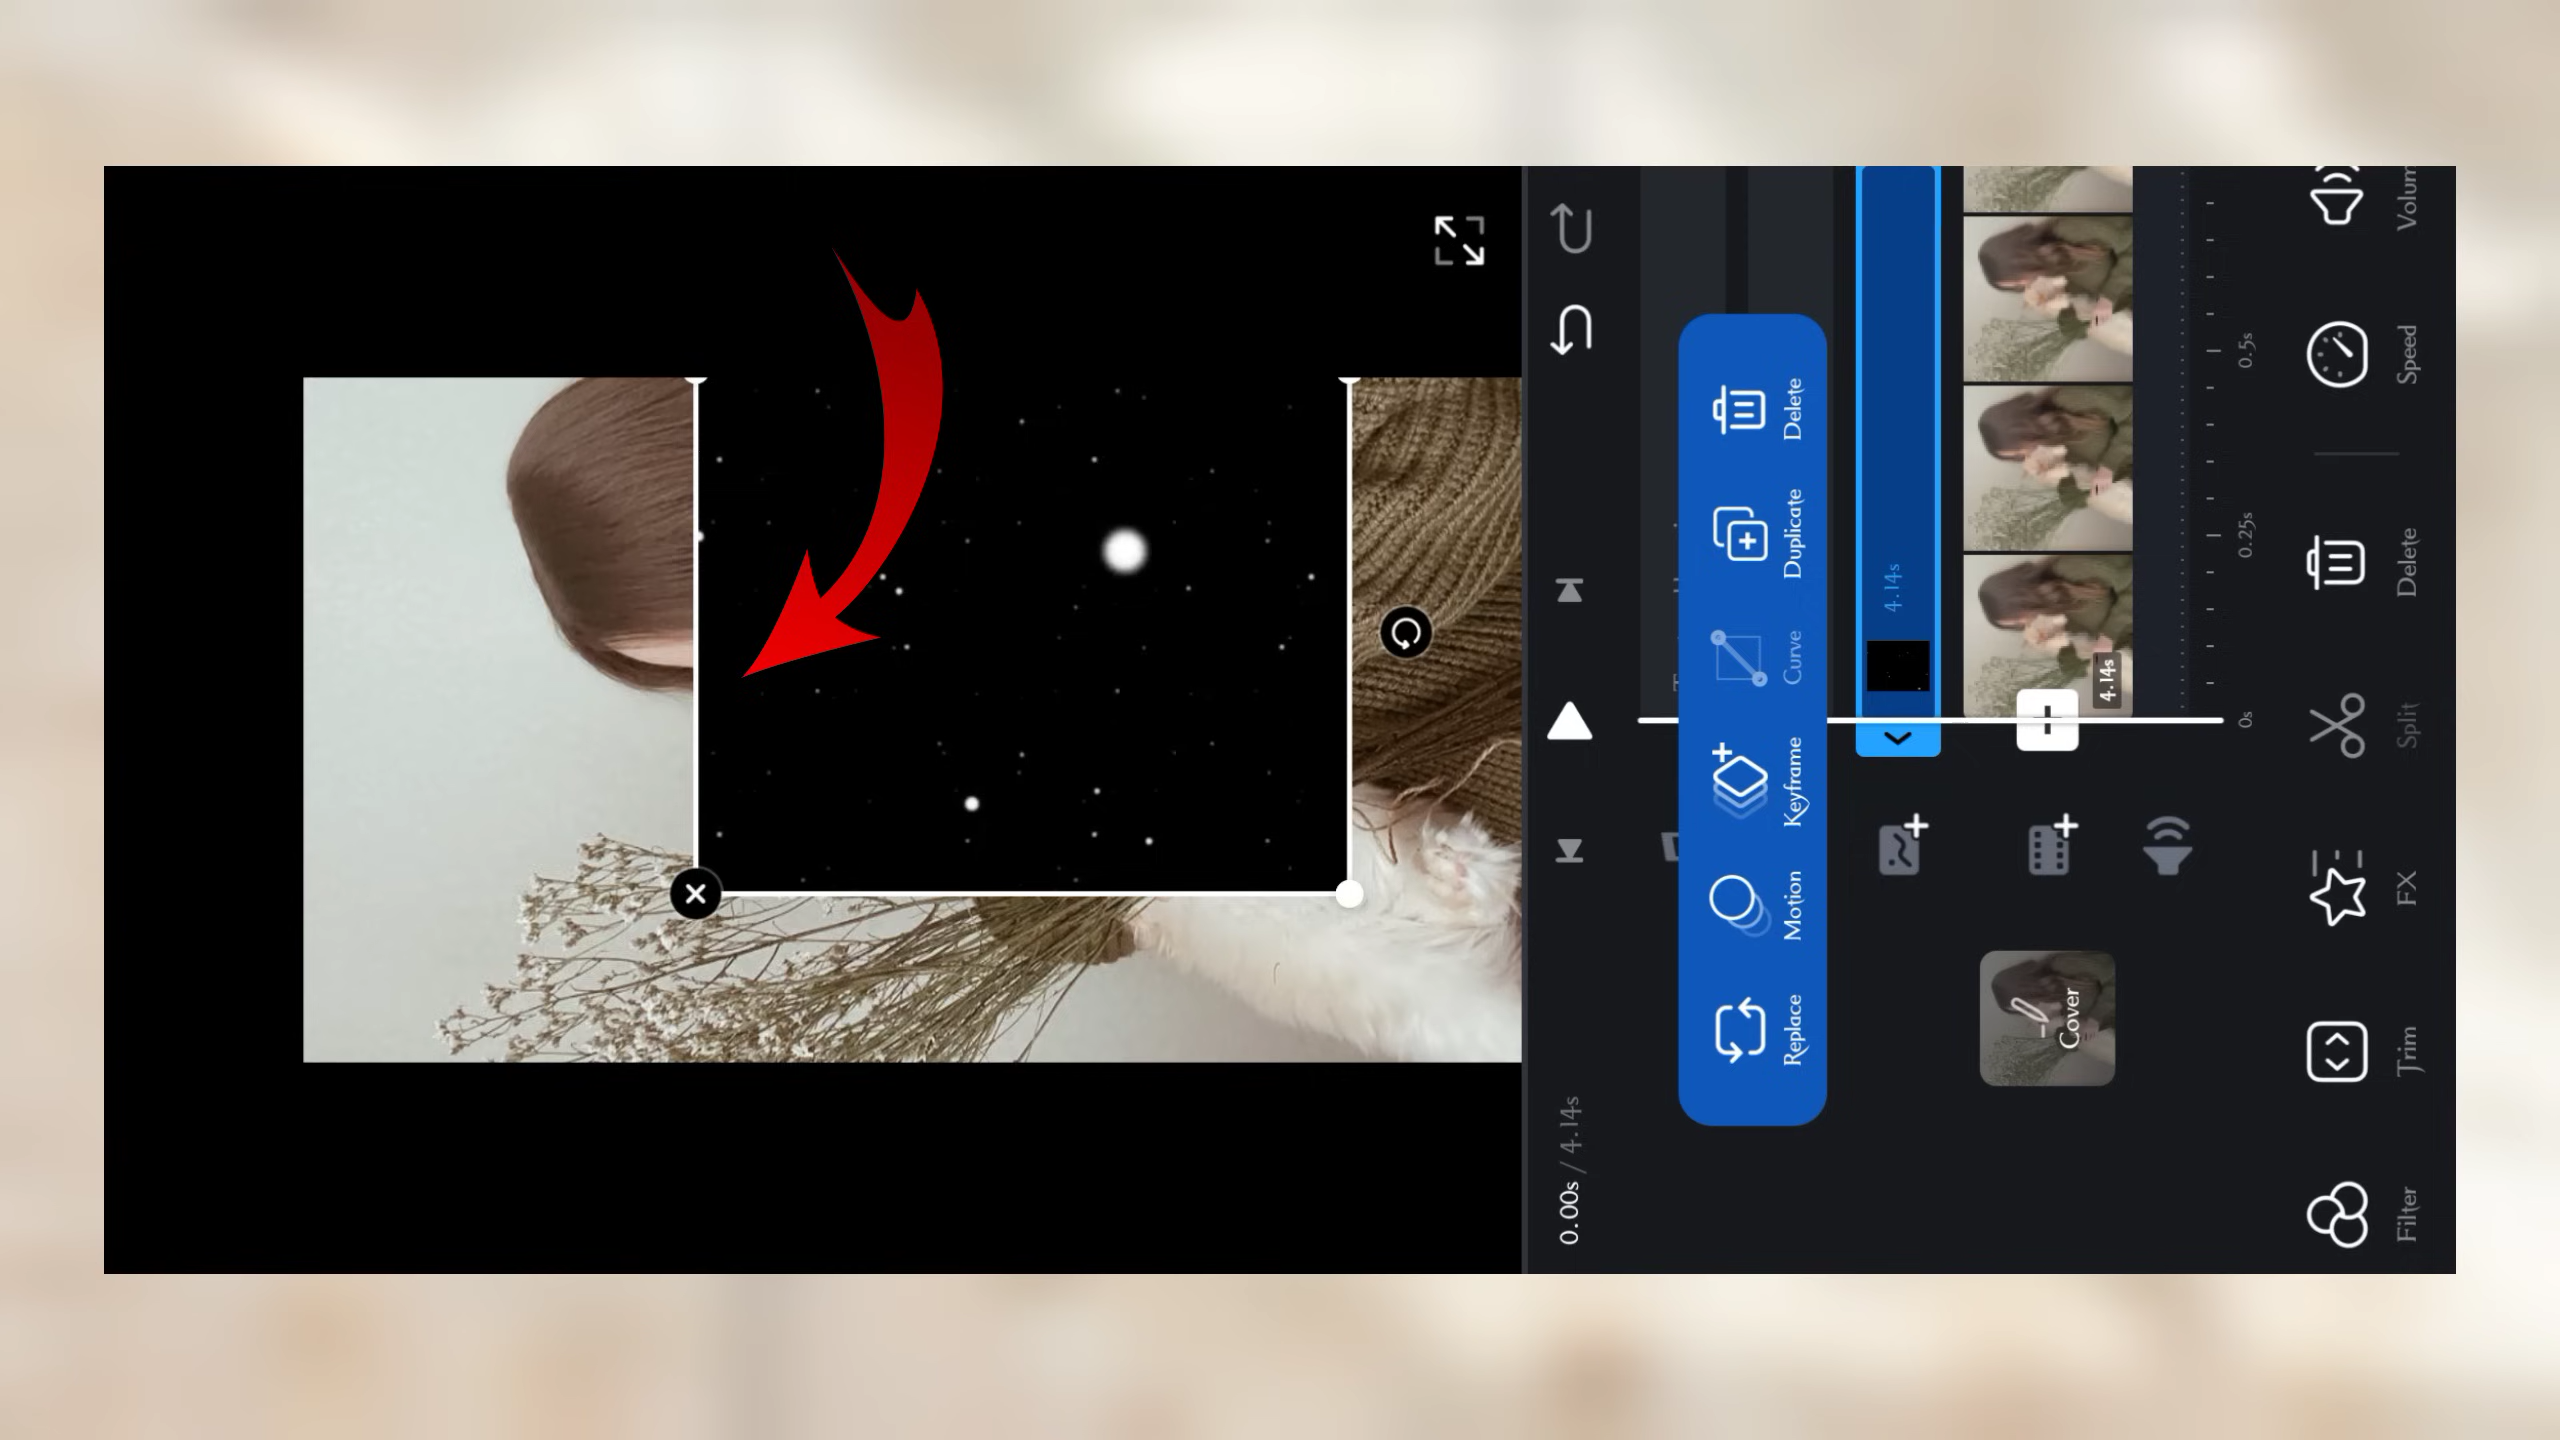 0.00s / 4.14s
Replace Motion Keyframe Curve Duplicate Delete
4.14s
Cover
4.14s
0s 0.25s 0.5s
Filter Trim FX Split Delete Speed Volum